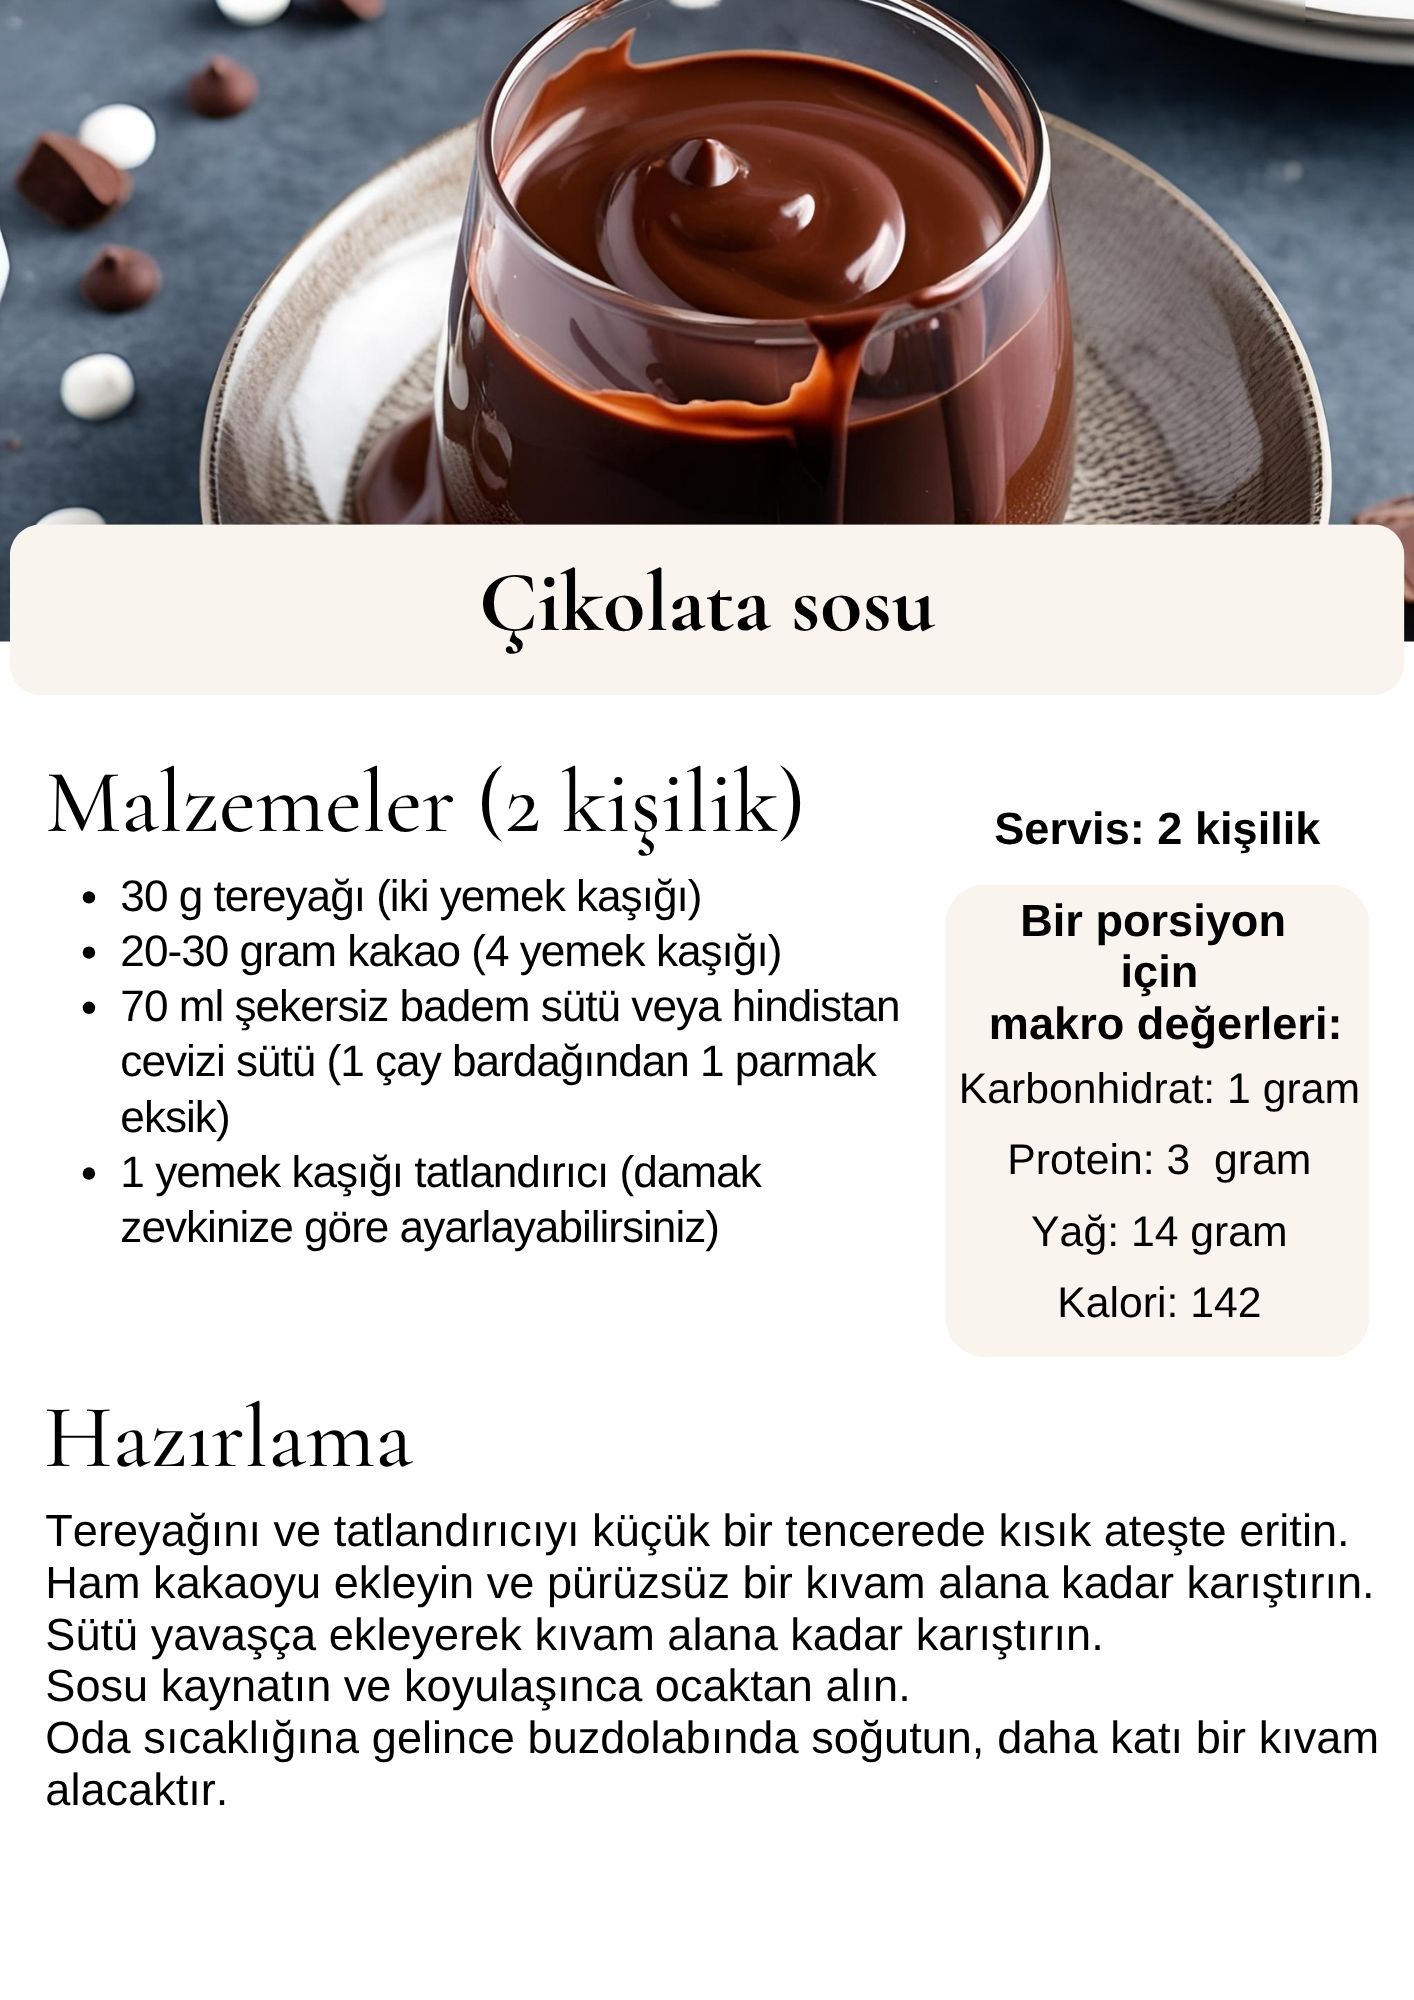 Çikolata sosu
Malzemeler (2 kişilik)
• 30 g tereyağı (iki yemek kaşığı)
• 20-30 gram kakao (4 yemek kaşığı)
• 70 ml şekersiz badem sütü veya hindistan
cevizi sütü (1 çay bardağından 1 parmak
eksik)
• 1 yemek kaşığı tatlandırıcı (damak
zevkinize göre ayarlayabilirsiniz)
Servis: 2 kişilik
Bir porsiyon
için
makro değerleri:
Karbonhidrat: 1 gram
Protein: 3  gram
Yağ: 14 gram
Kalori: 142
Hazırlama
Tereyağını ve tatlandırıcıyı küçük bir tencerede kısık ateşte eritin.
Ham kakaoyu ekleyin ve pürüzsüz bir kıvam alana kadar karıştırın.
Sütü yavaşça ekleyerek kıvam alana kadar karıştırın.
Sosu kaynatın ve koyulaşınca ocaktan alın.
Oda sıcaklığına gelince buzdolabında soğutun, daha katı bir kıvam
alacaktır.